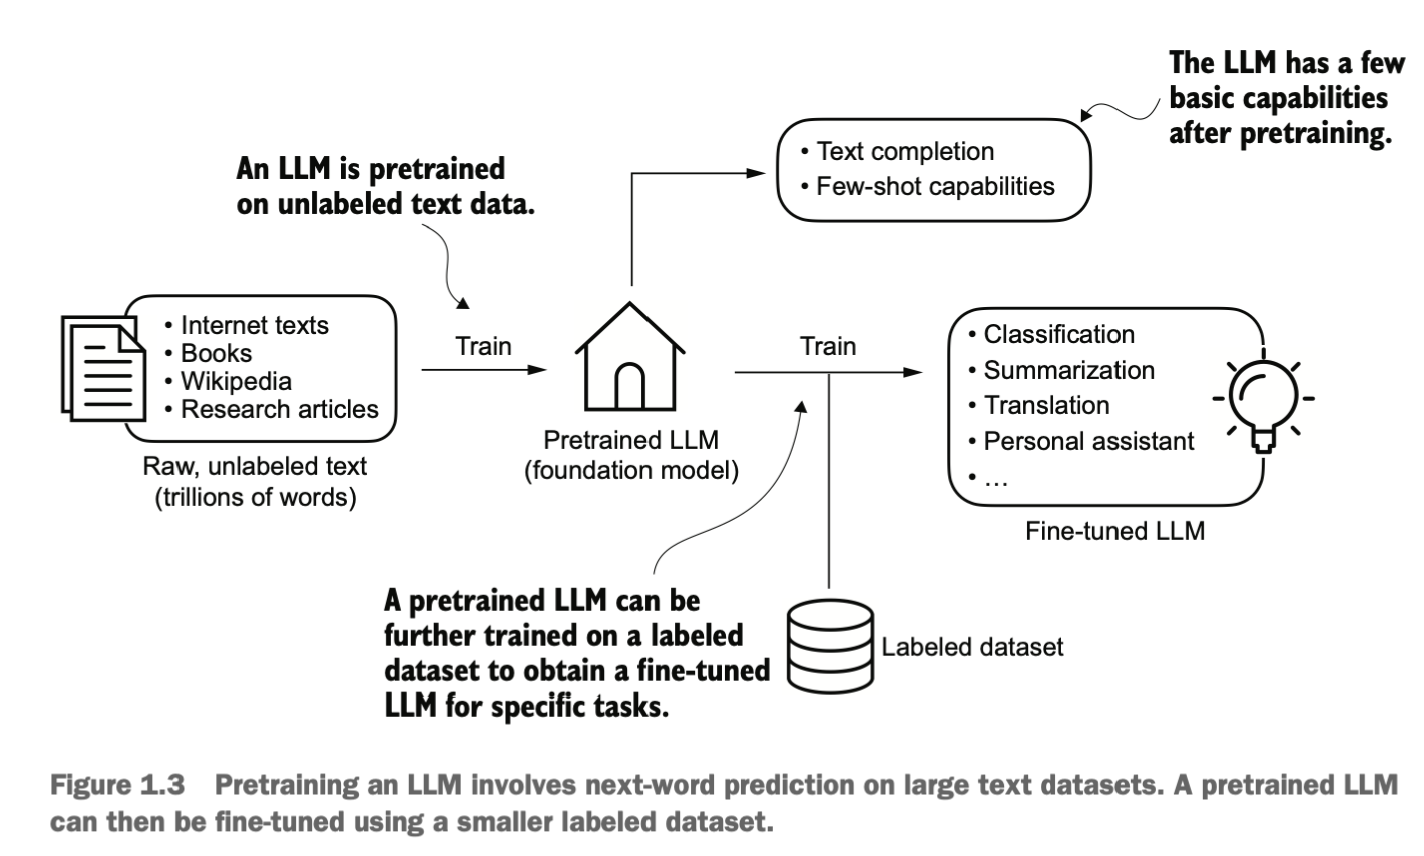 The LLM has a few
basic capabilities
after pretraining.
• Text completion
• Few-shot capabilities
An LLM is pretrained
on unlabeled text data.
• Internet texts
• Books
• Wikipedia
• Research articles
Raw, unlabeled text
(trillions of words)
Train
Pretrained LLM
(foundation model)
Train
• Classification
• Summarization
• Translation
• Personal assistant
• …
Fine-tuned LLM
A pretrained LLM can be
further trained on a labeled
dataset to obtain a fine-tuned
LLM for specific tasks.
Labeled dataset
Figure 1.3 Pretraining an LLM involves next-word prediction on large text datasets. A pretrained LLM
can then be fine-tuned using a smaller labeled dataset.